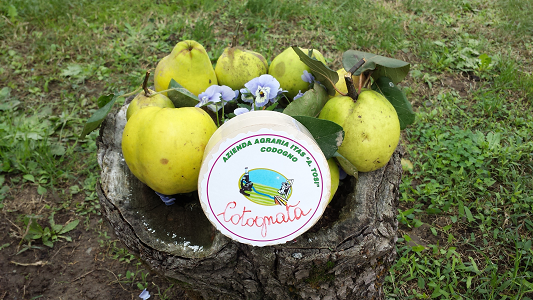 AZIENDA AGRARIA ITAS "A. TOSI"
CODOGNO
Cotognata